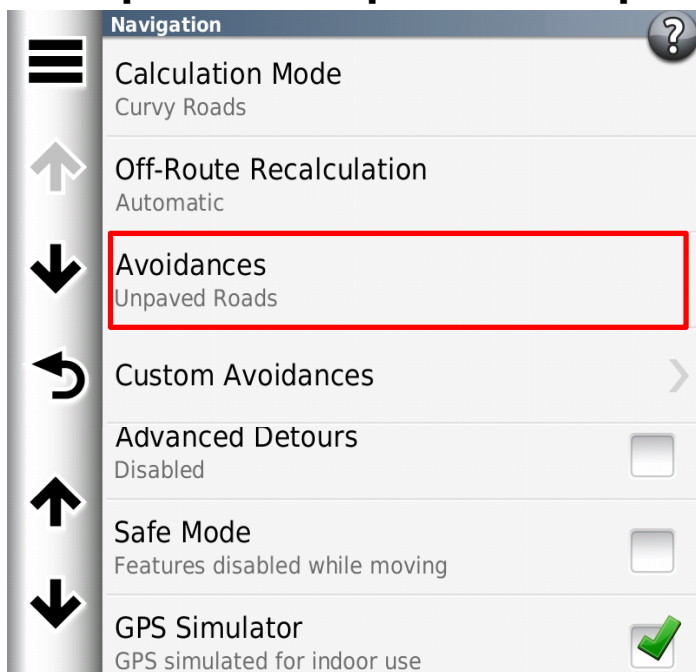 Navigation
?
Calculation Mode
Curvy Roads
Off-Route Recalculation
Automatic
Avoidances
Unpaved Roads
Custom Avoidances
Advanced Detours
Disabled
Safe Mode
Features disabled while moving
GPS Simulator
GPS simulated for indoor use